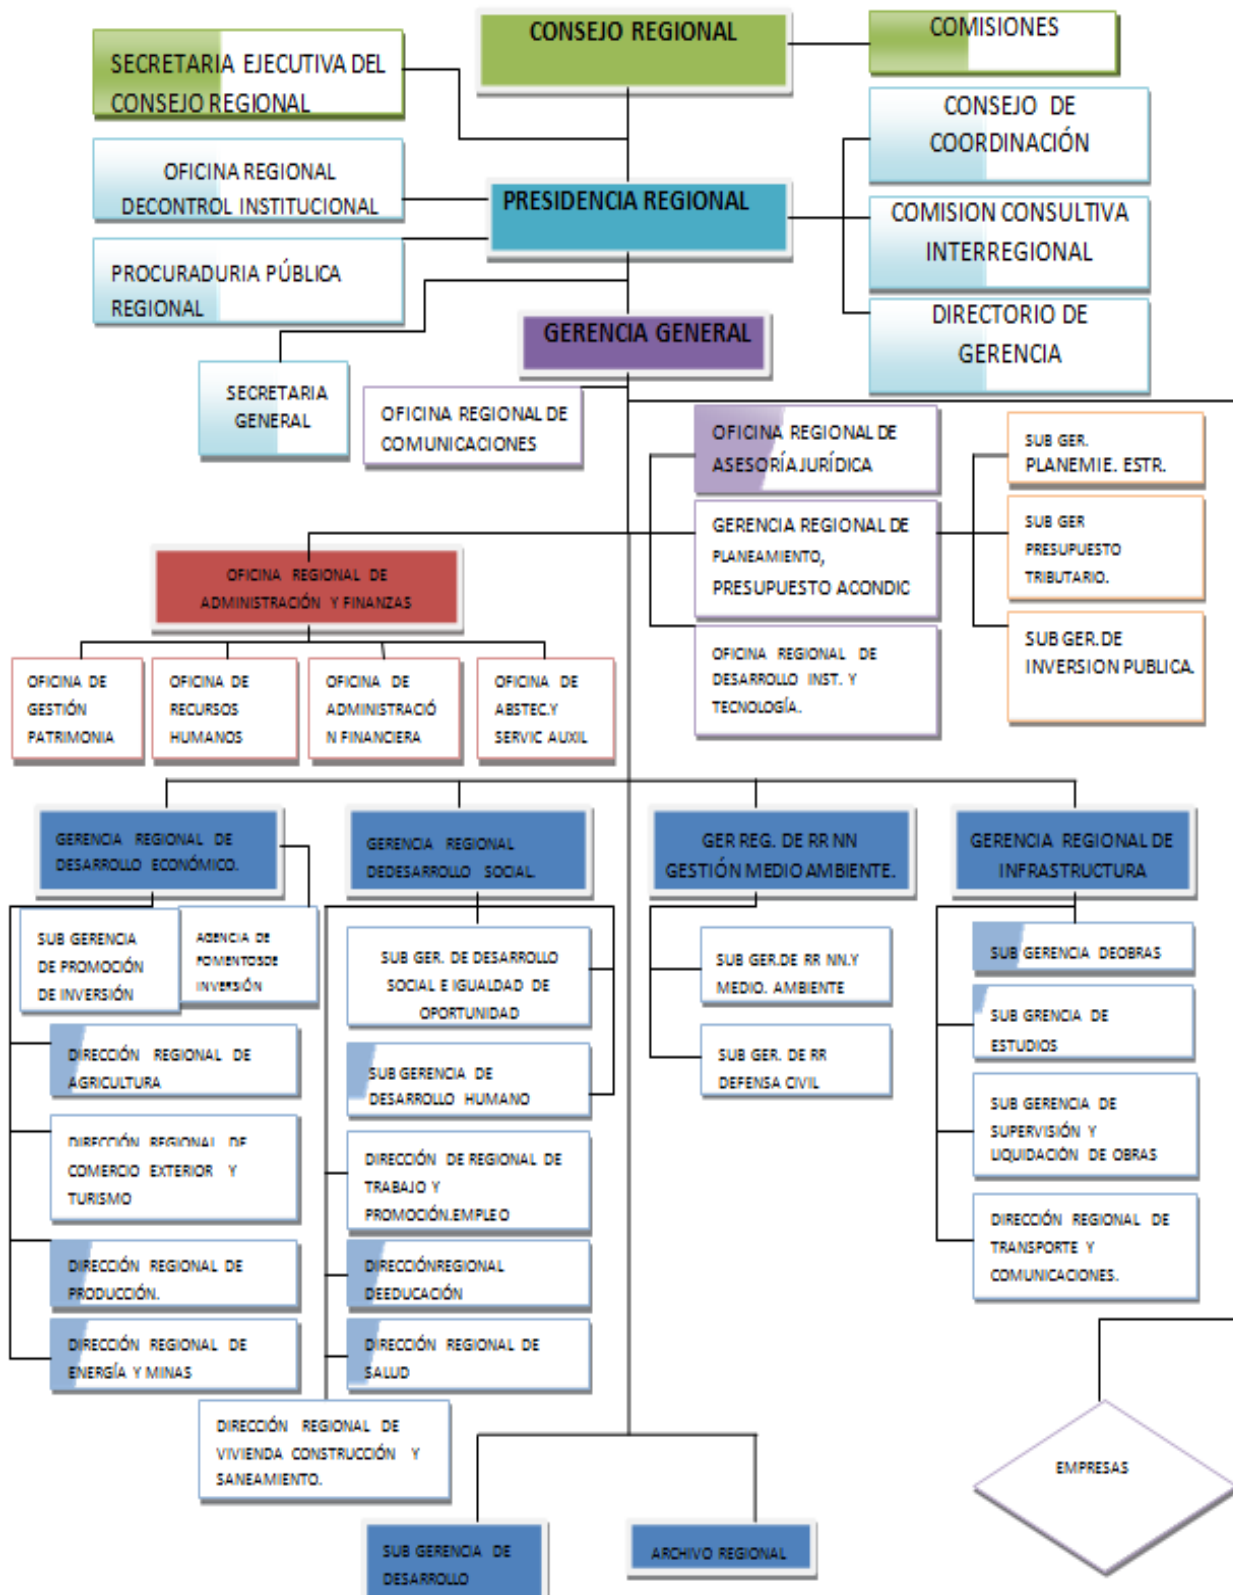 CONSEJO REGIONAL
COMISIONES
SECRETARIA EJECUTIVA DEL
CONSEJO REGIONAL
CONSEJO DE
COORDINACIÓN
OFICINA REGIONAL
DECONTROL INSTITUCIONAL
PRESIDENCIA REGIONAL
COMISION CONSULTIVA
INTERREGIONAL
PROCURADURIA PÚBLICA
REGIONAL
DIRECTORIO DE
GERENCIA
GERENCIA GENERAL
SECRETARIA
GENERAL
OFICINA REGIONAL DE
COMUNICACIONES
OFICINA REGIONAL DE
ASESORÍA JURÍDICA
SUB GER.
PLANEMIE. ESTR.
GERENCIA REGIONAL DE
PLANEAMIENTO,
PRESUPUESTO ACONDIC
SUB GER
PRESUPUESTO
TRIBUTARIO.
OFICINA REGIONAL DE
ADMINISTRACIÓN Y FINANZAS
OFICINA REGIONAL DE
DESARROLLO INST. Y
TECNOLOGÍA.
SUB GER. DE
INVERSION PUBLICA.
OFICINA DE
GESTIÓN
PATRIMONIA
OFICINA DE
RECURSOS
HUMANOS
OFICINA DE
ADMINISTRACIÓ
N FINANCIERA
OFICINA DE
ABSTEC.Y
SERVIC AUXIL
GERENCIA REGIONAL DE
DESARROLLO ECONÓMICO.
GERENCIA REGIONAL
DEDESARROLLO SOCIAL.
GER REG. DE RR NN
GESTIÓN MEDIO AMBIENTE.
GERENCIA REGIONAL DE
INFRASTRUCTURA
SUB GERENCIA
DE PROMOCIÓN
DE INVERSIÓN
AGENCIA DE
FOMENTOSDE
INVERSIÓN
SUB GER. DE DESARROLLO
SOCIAL E IGUALDAD DE
OPORTUNIDAD
SUB GER.DE RR NN.Y
MEDIO. AMBIENTE
SUB GERENCIA DEOBRAS
DIRECCIÓN REGIONAL DE
AGRICULTURA
SUB GERENCIA DE
DESARROLLO HUMANO
SUB GER. DE RR
DEFENSA CIVIL
SUB GRENCIA DE
ESTUDIOS
DIRECCIÓN REGIONAL DE
COMERCIO EXTERIOR Y
TURISMO
DIRECCIÓN DE REGIONAL DE
TRABAJO Y
PROMOCIÓN.EMPLEO
SUB GERENCIA DE
SUPERVISIÓN Y
LIQUIDACIÓN DE OBRAS
DIRECCIÓN REGIONAL DE
PRODUCCIÓN.
DIRECCIÓNREGIONAL
DEEDUCACIÓN
DIRECCIÓN REGIONAL DE
TRANSPORTE Y
COMUNICACIONES.
DIRECCIÓN REGIONAL DE
ENERGÍA Y MINAS
DIRECCIÓN REGIONAL DE
SALUD
DIRECCIÓN REGIONAL DE
VIVIENDA CONSTRUCCIÓN Y
SANEAMIENTO.
EMPRESAS
SUB GERENCIA DE
DESARROLLO
ARCHIVO REGIONAL